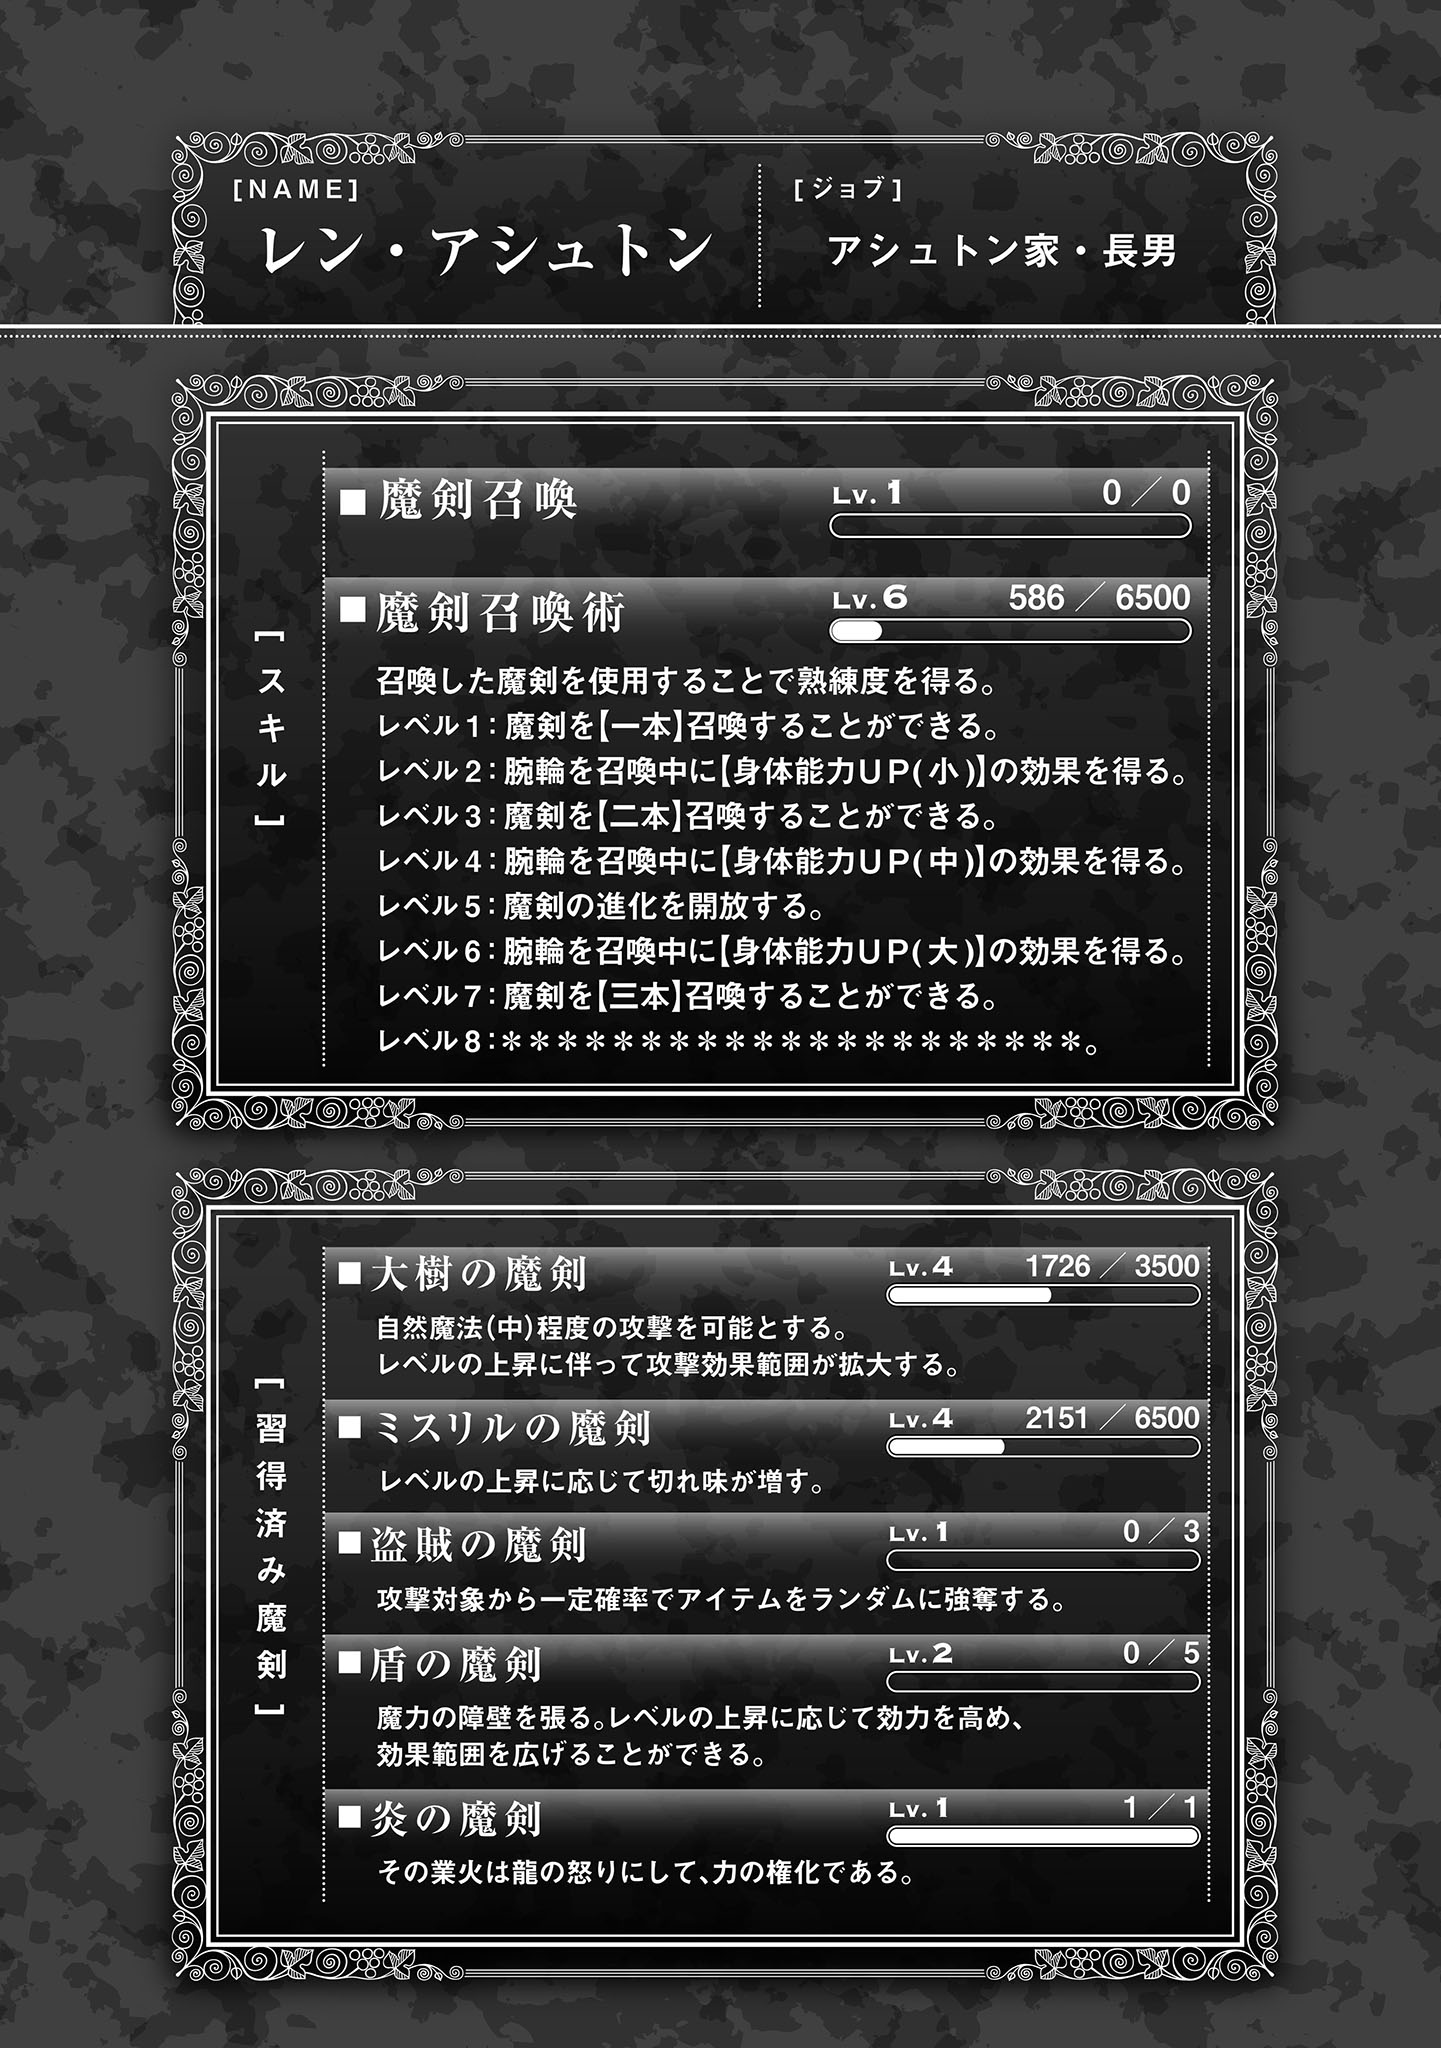 [NAME]
レン・アシュトン
[ジョブ]
アシュトン家・長男
[スキル]
■魔剣召喚 Lv.1 0／0
■魔剣召喚術 Lv.6 586／6500
召喚した魔剣を使用することで熟練度を得る。
レベル1:魔剣を【一本】召喚することができる。
レベル2:腕輪を召喚中に【身体能力UP(小)】の効果を得る。
レベル3:魔剣を【二本】召喚することができる。
レベル4:腕輪を召喚中に【身体能力UP(中)】の効果を得る。
レベル5:魔剣の進化を開放する。
レベル6:腕輪を召喚中に【身体能力UP(大)】の効果を得る。
レベル7:魔剣を【三本】召喚することができる。
レベル8:＊＊＊＊＊＊＊＊＊＊＊＊＊＊＊＊＊＊＊＊＊。
[習得済み魔剣]
■大樹の魔剣 Lv.4 1726／3500
自然魔法(中)程度の攻撃を可能とする。
レベルの上昇に伴って攻撃効果範囲が拡大する。
■ミスリルの魔剣 Lv.4 2151／6500
レベルの上昇に応じて切れ味が増す。
■盗賊の魔剣 Lv.1 0／3
攻撃対象から一定確率でアイテムをランダムに強奪する。
■盾の魔剣 Lv.2 0／5
魔力の障壁を張る。レベルの上昇に応じて効力を高め、
効果範囲を広げることができる。
■炎の魔剣 Lv.1 1／1
その業火は龍の怒りにして、力の権化である。